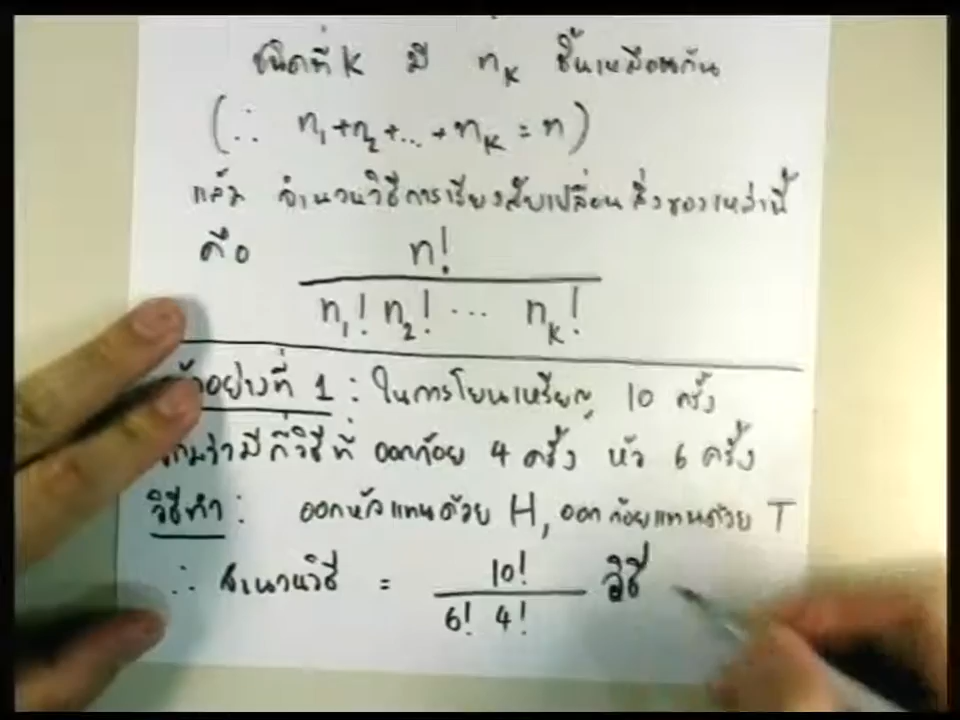 ชนิดที่ k มี n_k ชิ้นเหมือนกัน
(∴ n₁+n₂+...+n_k = n)
แล้ว จำนวนวิธีการเรียงสับเปลี่ยนสิ่งของเหล่านี้
คือ n!
n₁! n₂! ... n_k!
ตัวอย่างที่ 1 : ในการโยนเหรียญ 10 ครั้ง
ถามว่ามีกี่วิธีที่ ออกก้อย 4 ครั้ง หัว 6 ครั้ง
วิธีทำ : ออกหัวแทนด้วย H, ออกก้อยแทนด้วย T
∴ จำนวนวิธี = 10! วิธี
6! 4!